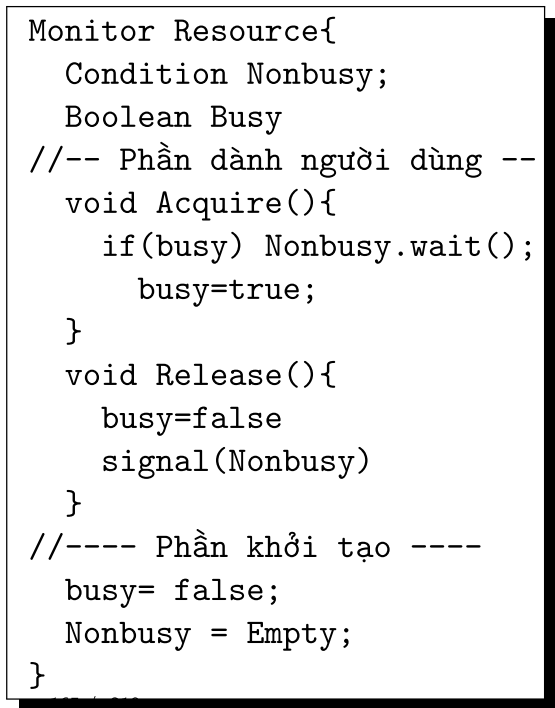 Monitor Resource{
Condition Nonbusy;
Boolean Busy
//-- Phần dành người dùng --
void Acquire(){
if(busy) Nonbusy.wait();
busy=true;
}
void Release(){
busy=false
signal(Nonbusy)
}
//---- Phần khởi tạo ----
busy= false;
Nonbusy = Empty;
}